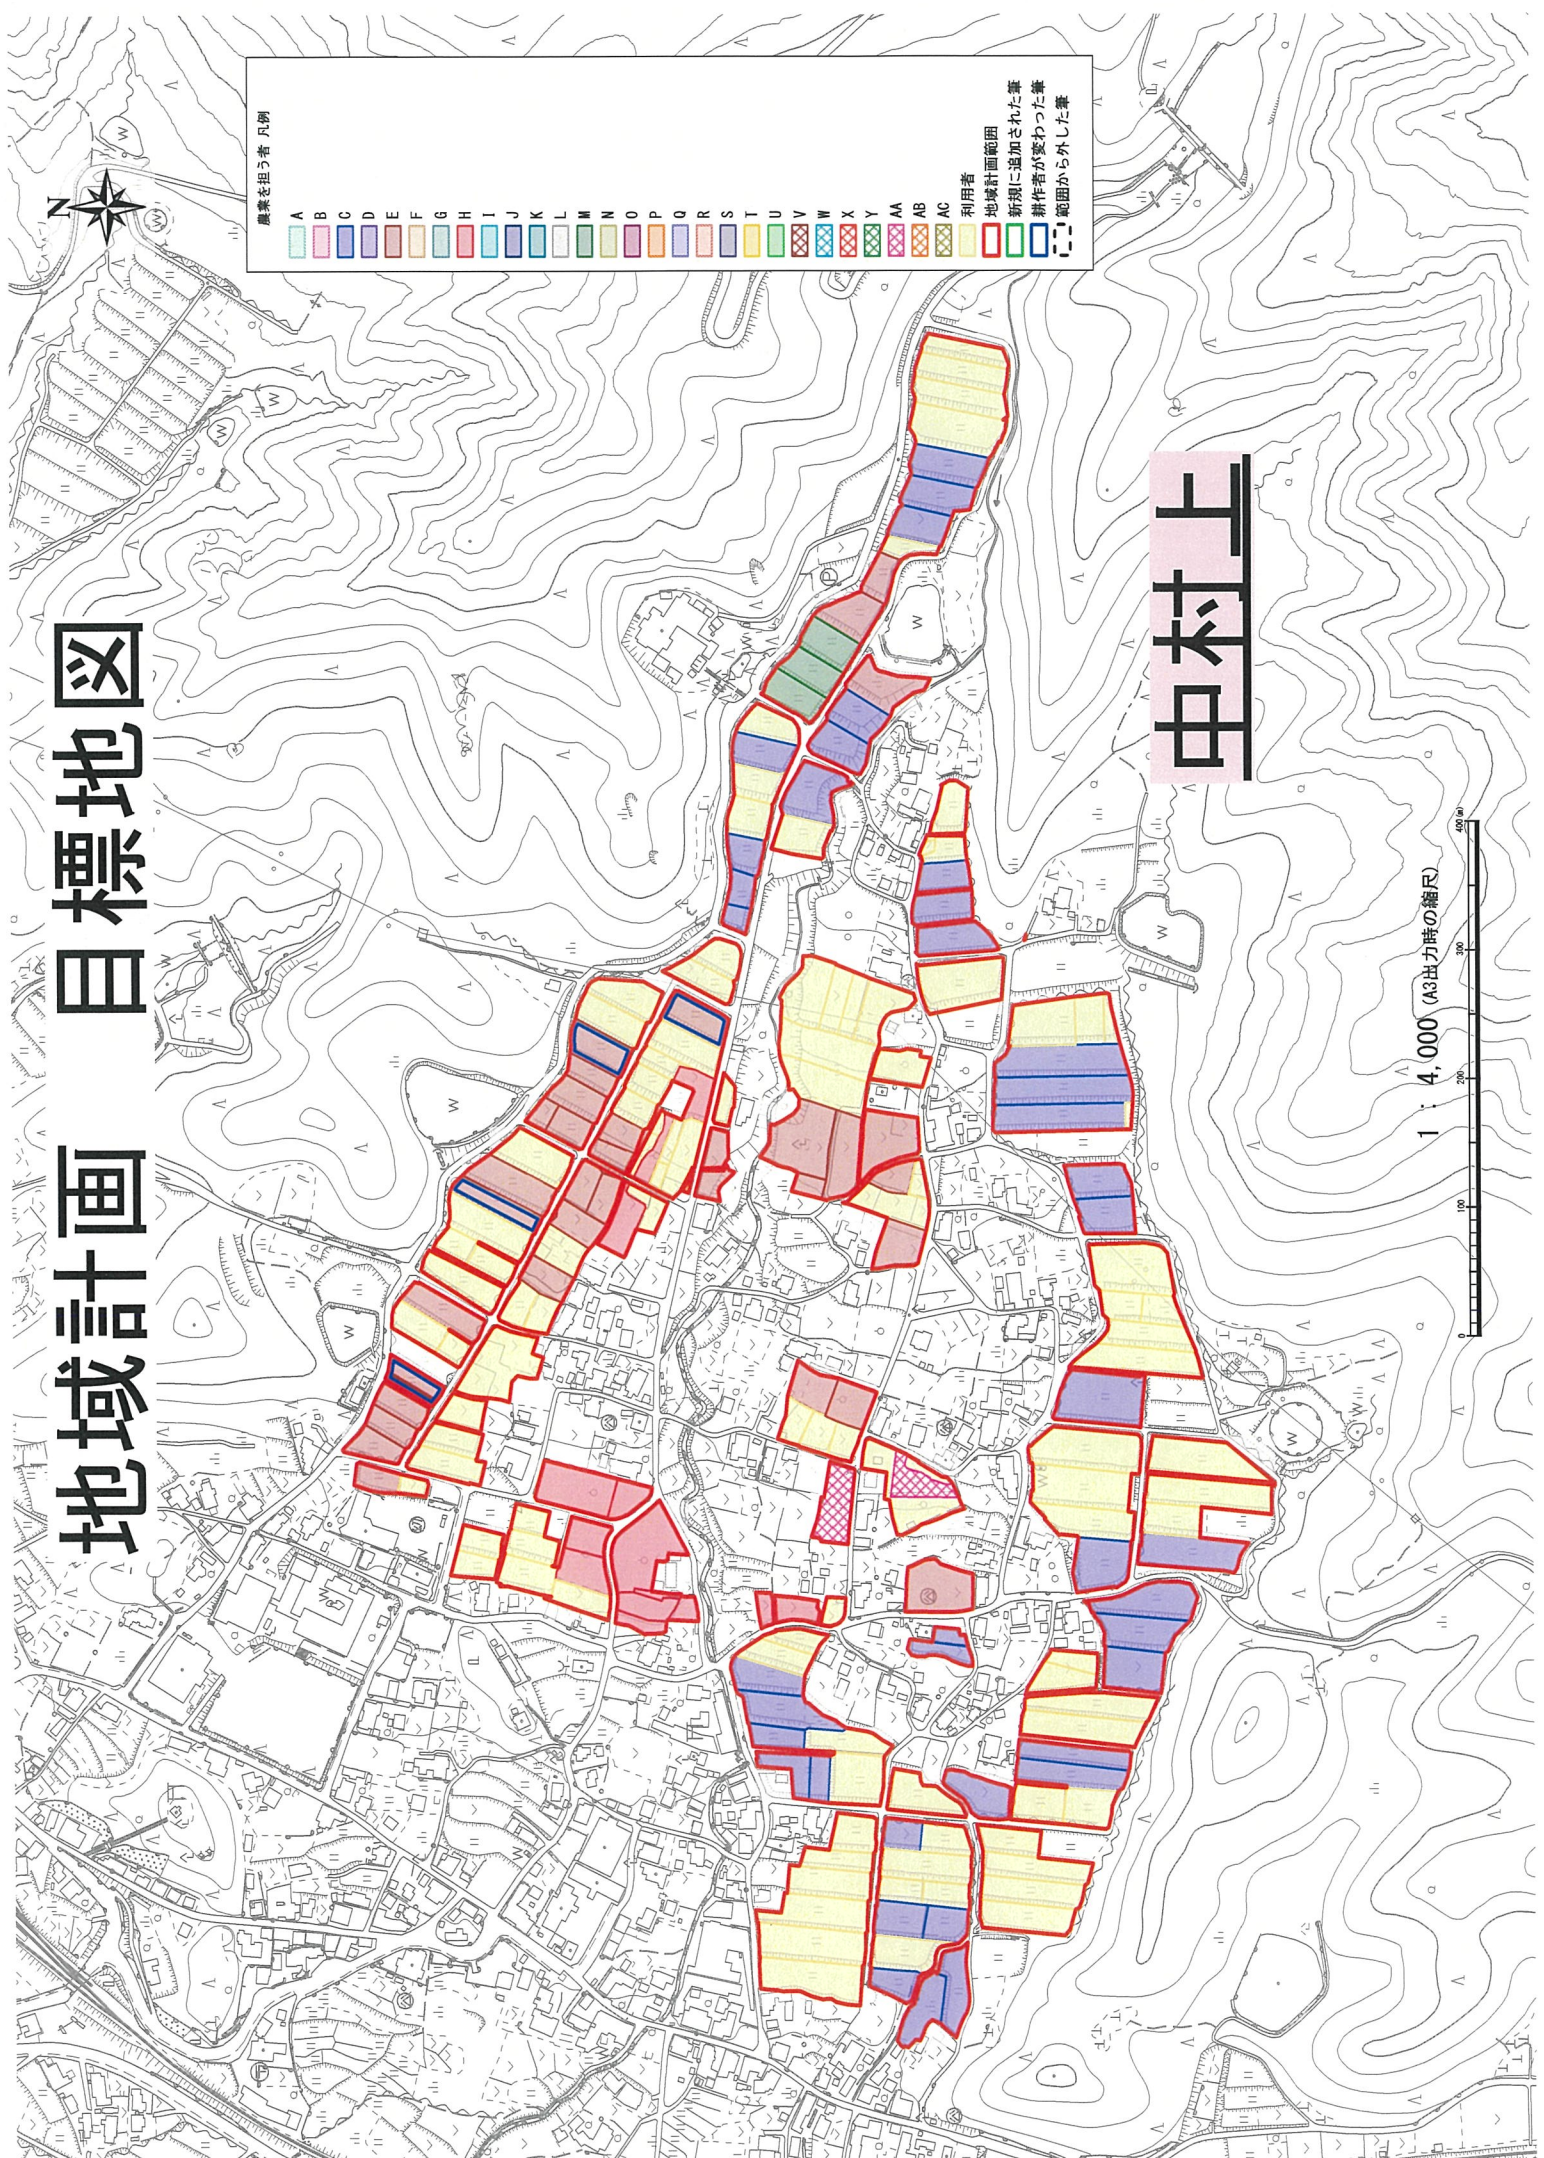 地域計画 目標地図
N
農業を担う者 凡例
A
B
C
D
E
F
G
H
I
J
K
L
M
N
O
P
Q
R
S
T
U
V
W
X
Y
AA
AB
AC
利用者
地域計画範囲
新規に追加された筆
耕作者が変わった筆
範囲から外した筆
中村上
1 : 4,000 (A3出力時の縮尺)
0 100 200 300 400(m)
W
W
W
W
W
W
W
W
W
W
P